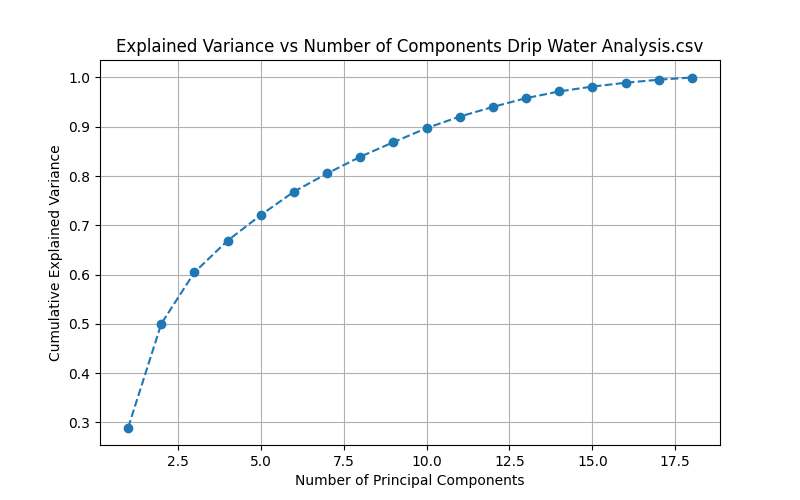 Explained Variance vs Number of Components Drip Water Analysis.csv
1.0
0.9
0.8
0.7
0.6
0.5
0.4
0.3
Cumulative Explained Variance
2.5 5.0 7.5 10.0 12.5 15.0 17.5
Number of Principal Components